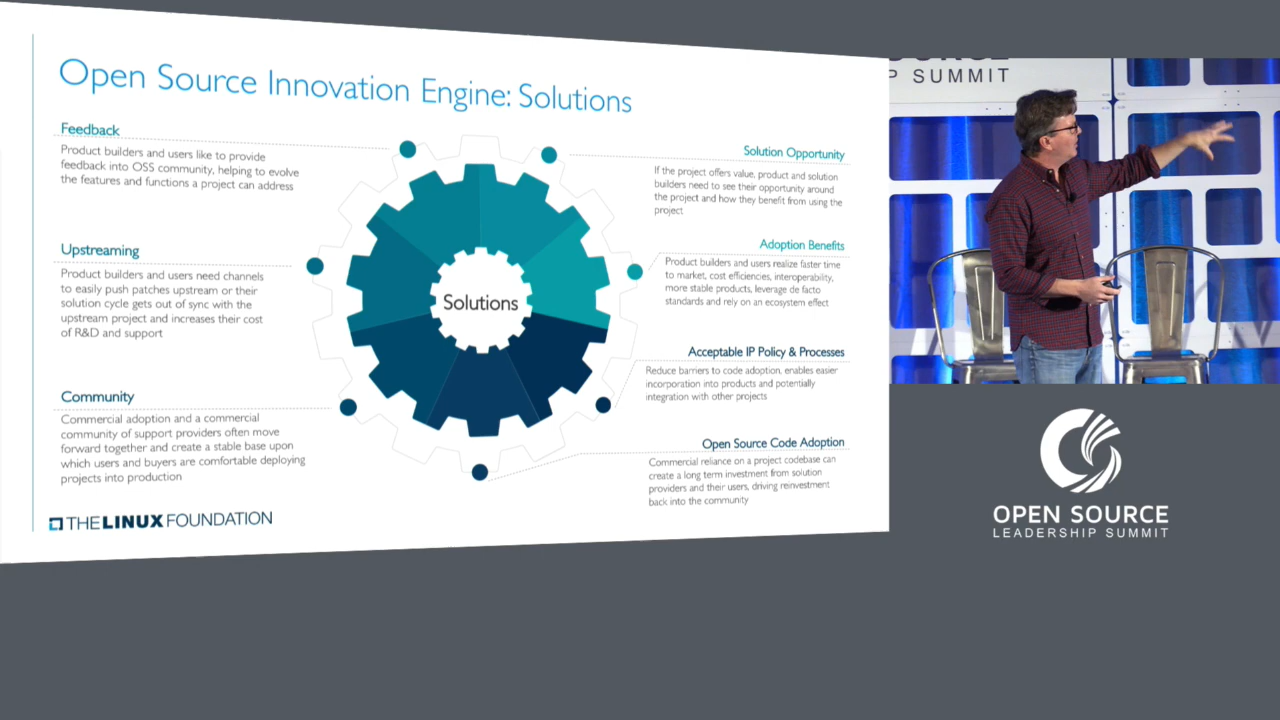 Open Source Innovation Engine: Solutions
Feedback
Product builders and users like to provide
feedback into OSS community, helping to evolve
the features and functions a project can address
Upstreaming
Product builders and users need channels
to easily push patches upstream or their
solution cycle gets out of sync with the
upstream project and increases their cost
of R&D and support
Community
Commercial adoption and a commercial
community of support providers often move
forward together and create a stable base upon
which users and buyers are comfortable deploying
projects into production
Solutions
Solution Opportunity
If the project offers value, product and solution
builders need to see their opportunity around
the project and how they benefit from using the
project
Adoption Benefits
Product builders and users realize faster time
to market, cost efficiencies, interoperability,
more stable products, leverage de facto
standards and rely on an ecosystem effect
Acceptable IP Policy & Processes
Reduce barriers to code adoption, enables easier
incorporation into products and potentially
integration with other projects
Open Source Code Adoption
Commercial reliance on a project codebase can
create a long term investment from solution
providers and their users, driving reinvestment
back into the community
THE LINUX FOUNDATION
P SUMMIT
OPEN SOURCE
LEADERSHIP SUMMIT